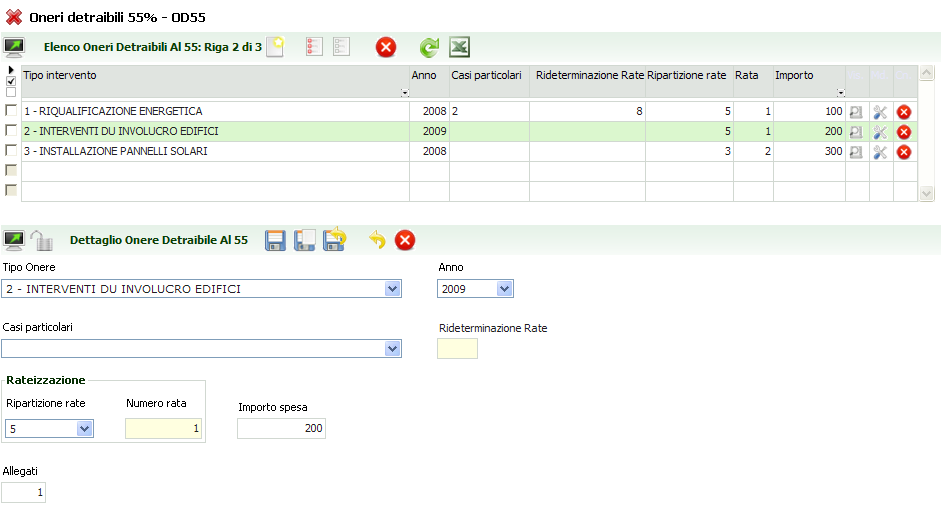 Oneri detraibili 55% - OD55
Elenco Oneri Detraibili Al 55: Riga 2 di 3
Tipo intervento Anno Casi particolari Rideterminazione Rate Ripartizione rate Rata Importo
1 - RIQUALIFICAZIONE ENERGETICA 2008 2 8 5 1 100
2 - INTERVENTI DU INVOLUCRO EDIFICI 2009 5 1 200
3 - INSTALLAZIONE PANNELLI SOLARI 2008 3 2 300
Dettaglio Onere Detraibile Al 55
Tipo Onere Anno
2 - INTERVENTI DU INVOLUCRO EDIFICI 2009
Casi particolari Rideterminazione Rate
Rateizzazione
Ripartizione rate Numero rata Importo spesa
5 1 200
Allegati
1